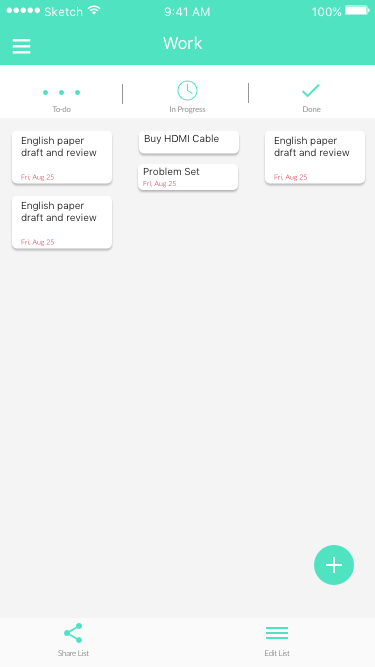 Sketch 9:41 AM 100%
Work
To-do In Progress Done
English paper
draft and review
Fri, Aug 25
English paper
draft and review
Fri, Aug 25
Buy HDMI Cable
Problem Set
Fri, Aug 25
English paper
draft and review
Fri, Aug 25
Share List Edit List